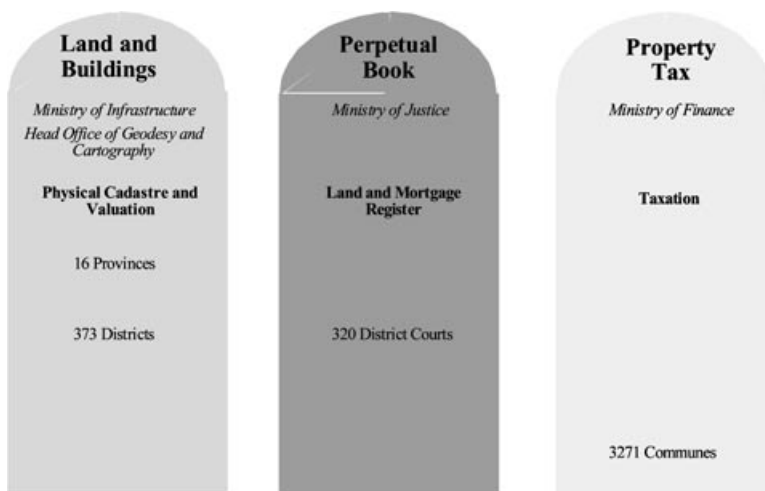 Land and
Buildings
Ministry of Infrastructure
Head Office of Geodesy and
Cartography
Physical Cadastre and
Valuation
16 Provinces
373 Districts
Perpetual
Book
Ministry of Justice
Land and Mortgage
Register
320 District Courts
Property
Tax
Ministry of Finance
Taxation
3271 Communes